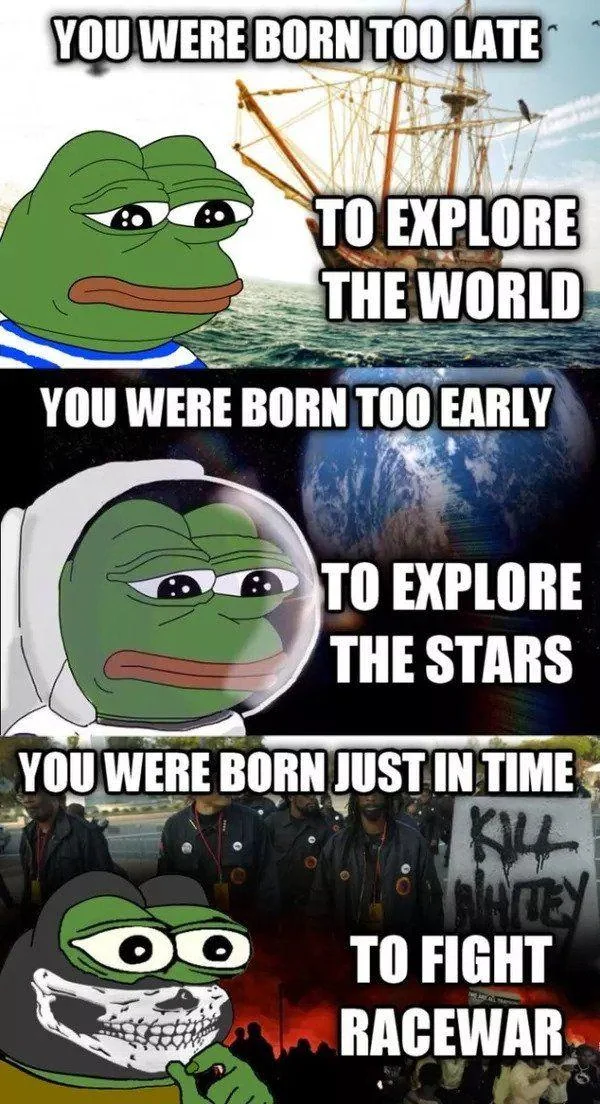 YOU WERE BORN TOO LATE
TO EXPLORE
THE WORLD
YOU WERE BORN TOO EARLY
TO EXPLORE
THE STARS
YOU WERE BORN JUST IN TIME
KILL
WHITEY
TO FIGHT
RACEWAR